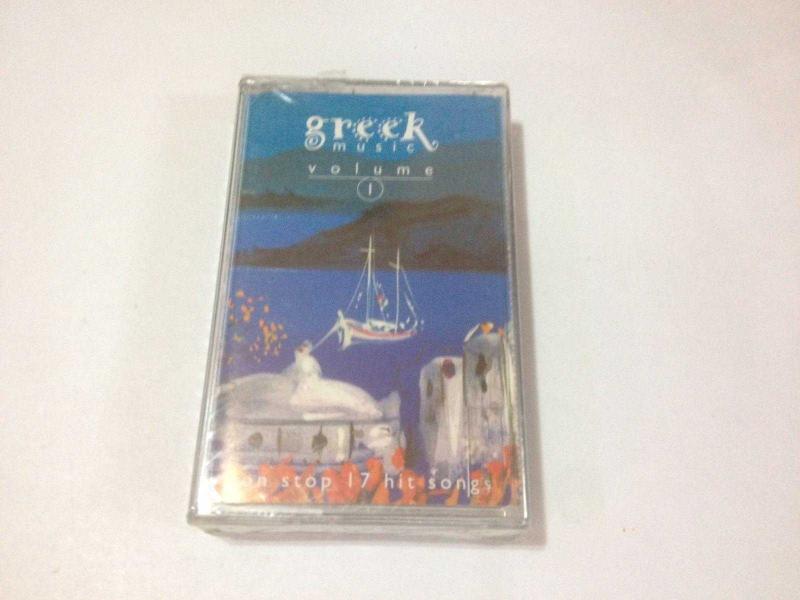 greek
music
volume
1
on stop 17 hit songs